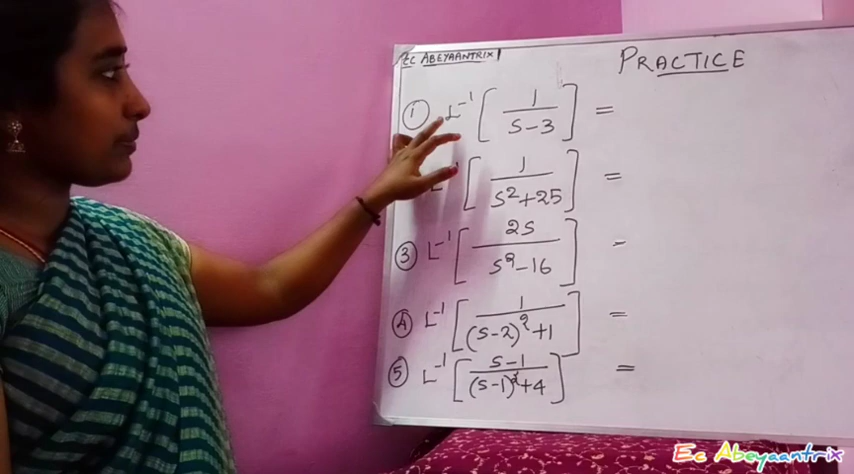 EC ABEYAANTRIX
PRACTICE
① L⁻¹ [ 1 / S-3 ] =
L⁻¹ [ 1 / S²+25 ] =
③ L⁻¹ [ 2S / S²-16 ] =
④ L⁻¹ [ 1 / (S-2)²+1 ] =
⑤ L⁻¹ [ S-1 / (S-1)²+4 ] =
Ec Abeyaantrix